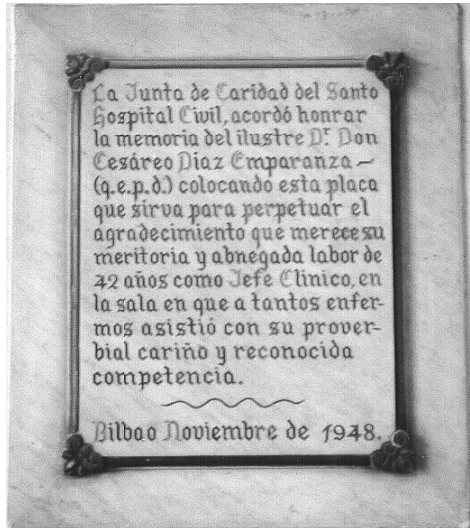 La Junta de Caridad del Santo
Hospital Civil, acordó honrar
la memoria del ilustre Dr. Don
Cesáreo Diaz Emparanza ~
(q.e.p.d.) colocando esta placa
que sirva para perpetuar el
agradecimiento que merece su
meritoria y abnegada labor de
42 años como Jefe Clinico, en
la sala en que a tantos enfer-
mos asistió con su prover-
bial cariño y reconocida
competencia.
Bilbao Noviembre de 1948.